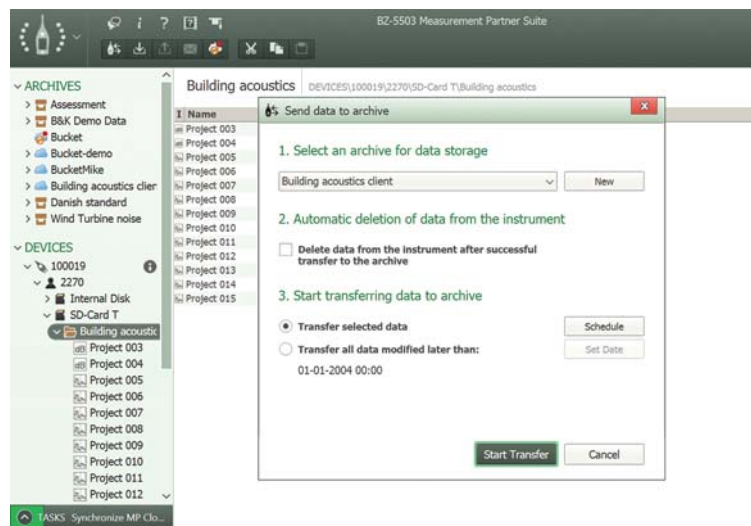 BZ-5503 Measurement Partner Suite
ARCHIVES
Assessment
B&K Demo Data
Bucket
Bucket-demo
BucketMike
Building acoustics clier
Danish standard
Wind Turbine noise
DEVICES
100019
2270
Internal Disk
SD-Card T
Building acoustic
Project 003
Project 004
Project 005
Project 006
Project 007
Project 008
Project 009
Project 010
Project 011
Project 012
TASKS Synchronize MP Clo...
Building acoustics DEVICES\100019\2270\SD-Card T\Building acoustics
I Name
Project 003
Project 004
Project 005
Project 006
Project 007
Project 008
Project 009
Project 010
Project 011
Project 012
Project 013
Project 014
Project 015
Send data to archive
1. Select an archive for data storage
Building acoustics client New
2. Automatic deletion of data from the instrument
Delete data from the instrument after successful
transfer to the archive
3. Start transferring data to archive
Transfer selected data Schedule
Transfer all data modified later than: Set Date
01-01-2004 00:00
Start Transfer Cancel